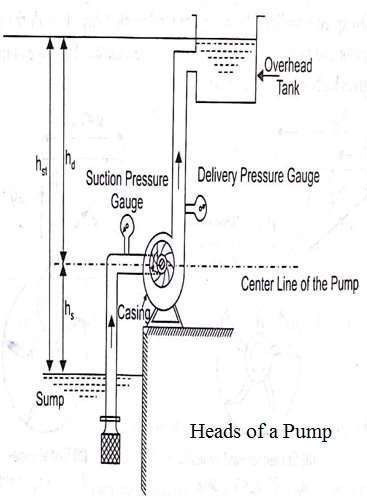 Overhead
Tank
h_st
h_d
Suction Pressure
Gauge
Delivery Pressure Gauge
Center Line of the Pump
h_s
Casing
Sump
Heads of a Pump